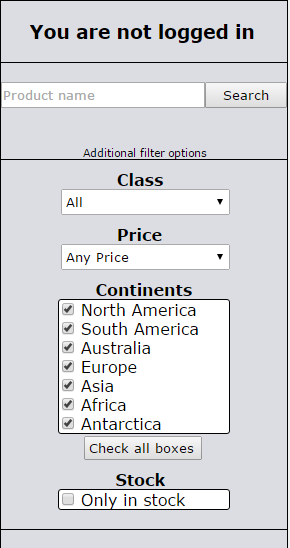 You are not logged in
Product name Search
Additional filter options
Class
All
Price
Any Price
Continents
North America
South America
Australia
Europe
Asia
Africa
Antarctica
Check all boxes
Stock
Only in stock